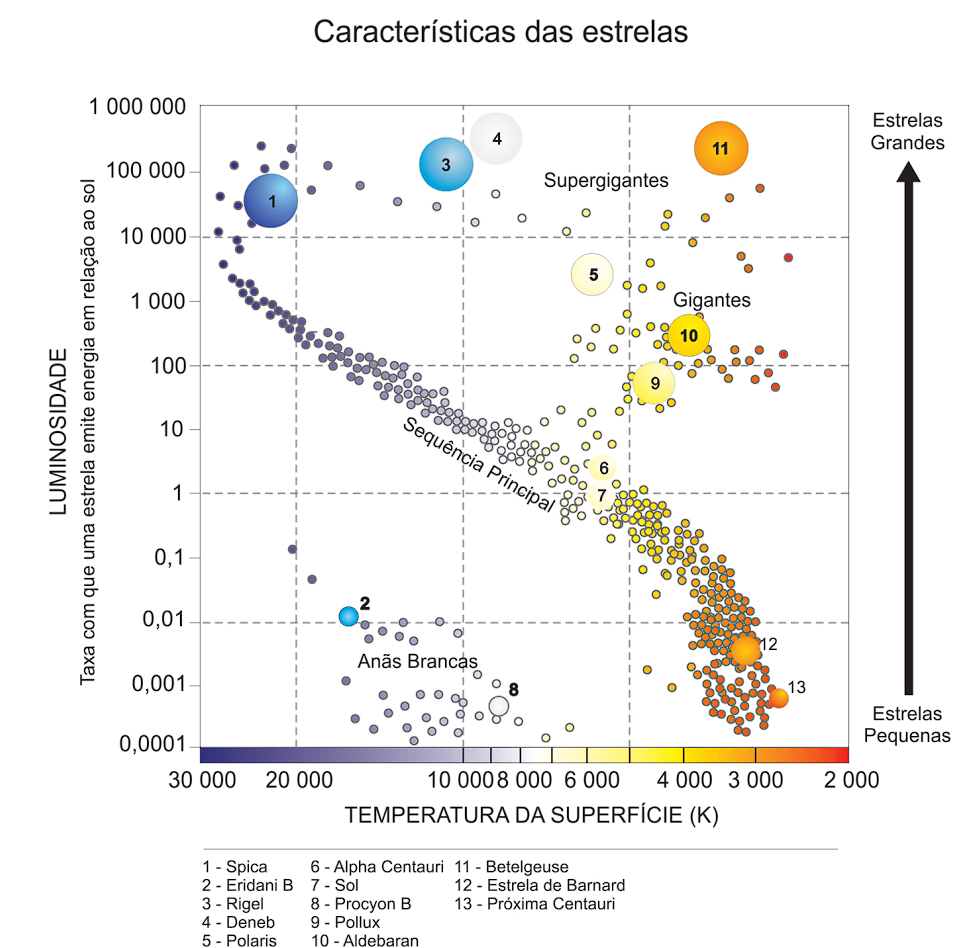 Características das estrelas
1 000 000
100 000
10 000
1 000
100
10
1
0,1
0,01
0,001
0,0001
LUMINOSIDADE
Taxa com que uma estrela emite energia em relação ao sol
1
2
3
4
5
6
7
8
9
10
11
12
13
Supergigantes
Gigantes
Sequência Principal
Anãs Brancas
Estrelas
Grandes
Estrelas
Pequenas
30 000 20 000 10 000 8 000 6 000 4 000 3 000 2 000
TEMPERATURA DA SUPERFÍCIE (K)
1 - Spica 6 - Alpha Centauri 11 - Betelgeuse
2 - Eridani B 7 - Sol 12 - Estrela de Barnard
3 - Rigel 8 - Procyon B 13 - Próxima Centauri
4 - Deneb 9 - Pollux
5 - Polaris 10 - Aldebaran